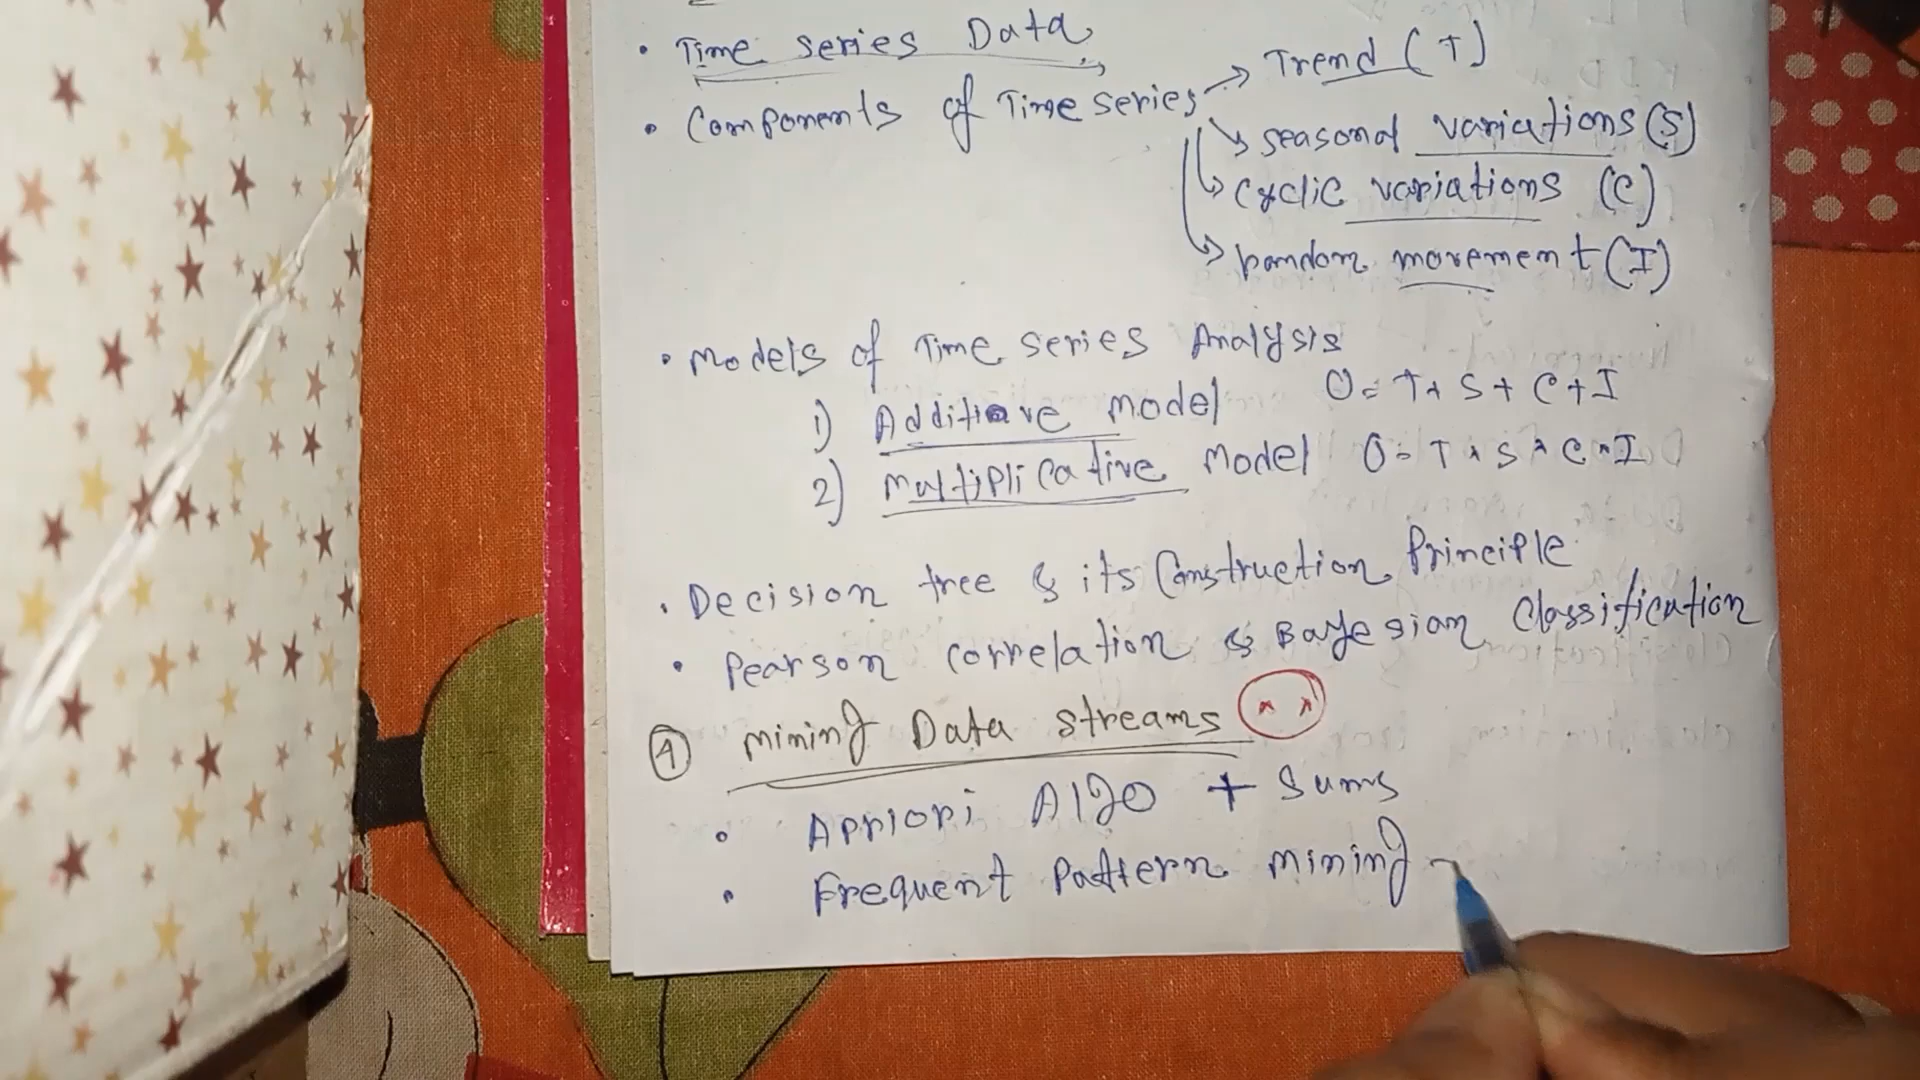 • Time series Data
• Components of Time series → Trend (T)
↘ seasonal variations (S)
↳ cyclic variations (C)
↳ random movement (I)
• Models of Time series Analysis
1) Additive Model O = T + S + C + I
2) Multiplicative Model O = T × S × C × I
• Decision tree & its Construction Principle
• Pearson correlation & Bayesian Classification
④ Mining Data Streams
• Apriori Algo + Sums
• Frequent Pattern Mining